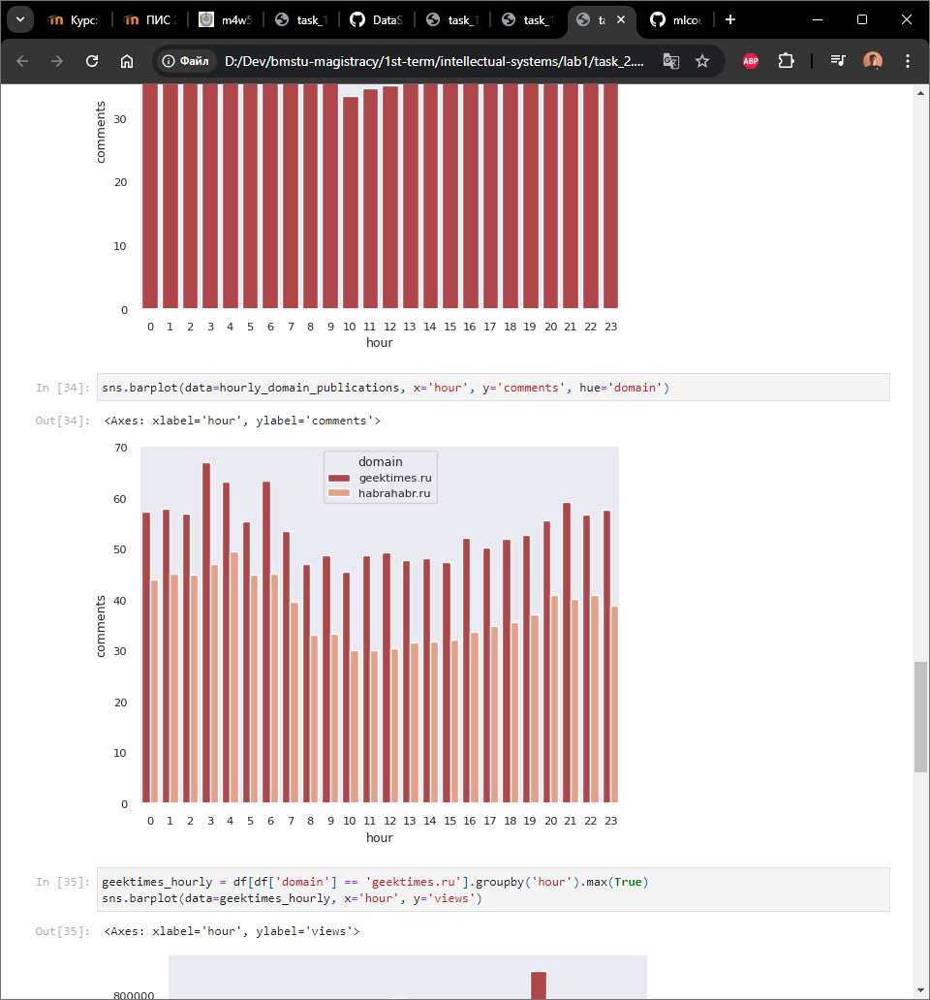 Курс:
ПИС
m4w5
task_1
DataS
task_1
task_1
ta
mlcou
Файл
D:/Dev/bmstu-magistracy/1st-term/intellectual-systems/lab1/task_2....
ABP
comments
30
20
10
0
0 1 2 3 4 5 6 7 8 9 10 11 12 13 14 15 16 17 18 19 20 21 22 23
hour
In [34]: sns.barplot(data=hourly_domain_publications, x='hour', y='comments', hue='domain')
Out[34]: <Axes: xlabel='hour', ylabel='comments'>
domain
geektimes.ru
habrahabr.ru
comments
70
60
50
40
30
20
10
0
0 1 2 3 4 5 6 7 8 9 10 11 12 13 14 15 16 17 18 19 20 21 22 23
hour
In [35]: geektimes_hourly = df[df['domain'] == 'geektimes.ru'].groupby('hour').max(True)
sns.barplot(data=geektimes_hourly, x='hour', y='views')
Out[35]: <Axes: xlabel='hour', ylabel='views'>
800000